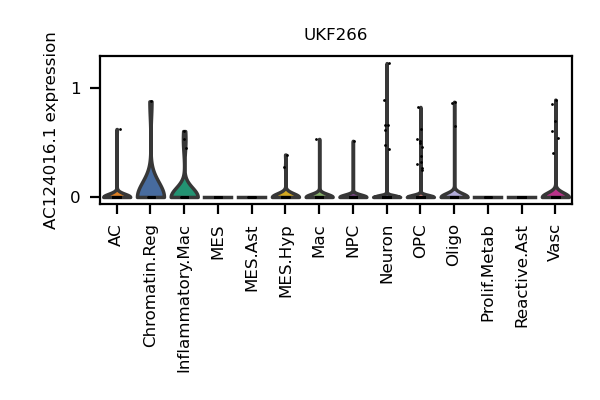 UKF266
AC124016.1 expression
1
0
AC
Chromatin.Reg
Inflammatory.Mac
MES
MES.Ast
MES.Hyp
Mac
NPC
Neuron
OPC
Oligo
Prolif.Metab
Reactive.Ast
Vasc